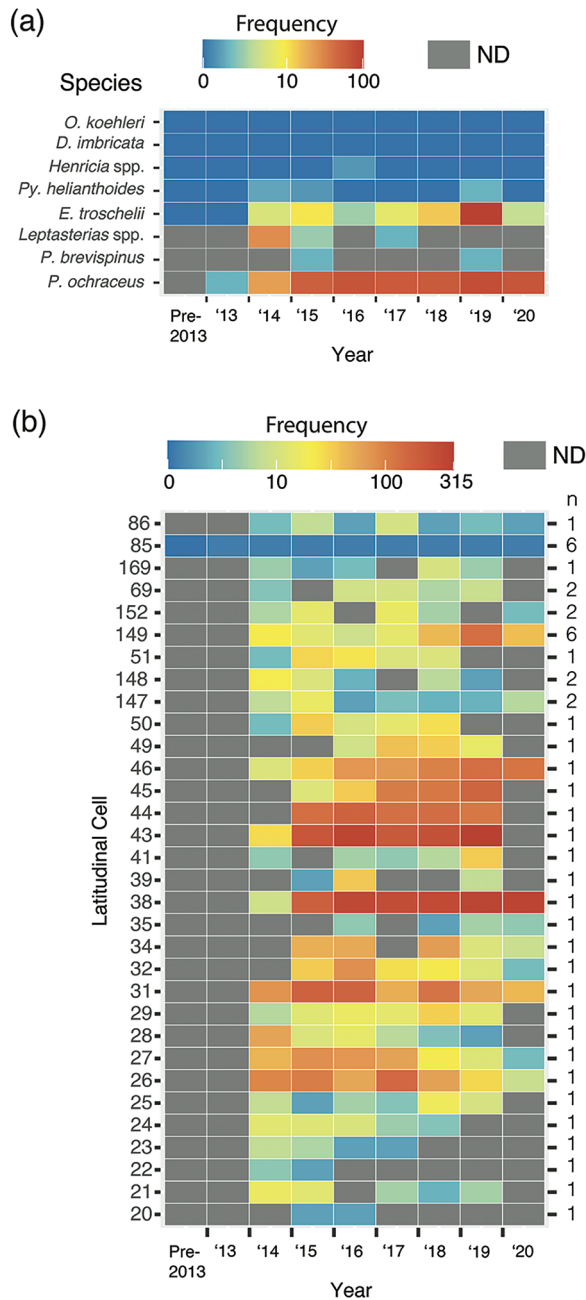 (a)
Frequency
0 10 100
ND
Species
O. koehleri
D. imbricata
Henricia spp.
Py. helianthoides
E. troschelii
Leptasterias spp.
P. brevispinus
P. ochraceus
Pre-2013 '13 '14 '15 '16 '17 '18 '19 '20
Year
(b)
Frequency
0 10 100 315
ND
n
86 1
85 6
169 1
69 2
152 2
149 6
51 1
148 2
147 2
50 1
49 1
46 1
45 1
44 1
43 1
41 1
39 1
38 1
35 1
34 1
32 1
31 1
29 1
28 1
27 1
26 1
25 1
24 1
23 1
22 1
21 1
20 1
Latitudinal Cell
Pre-2013 '13 '14 '15 '16 '17 '18 '19 '20
Year